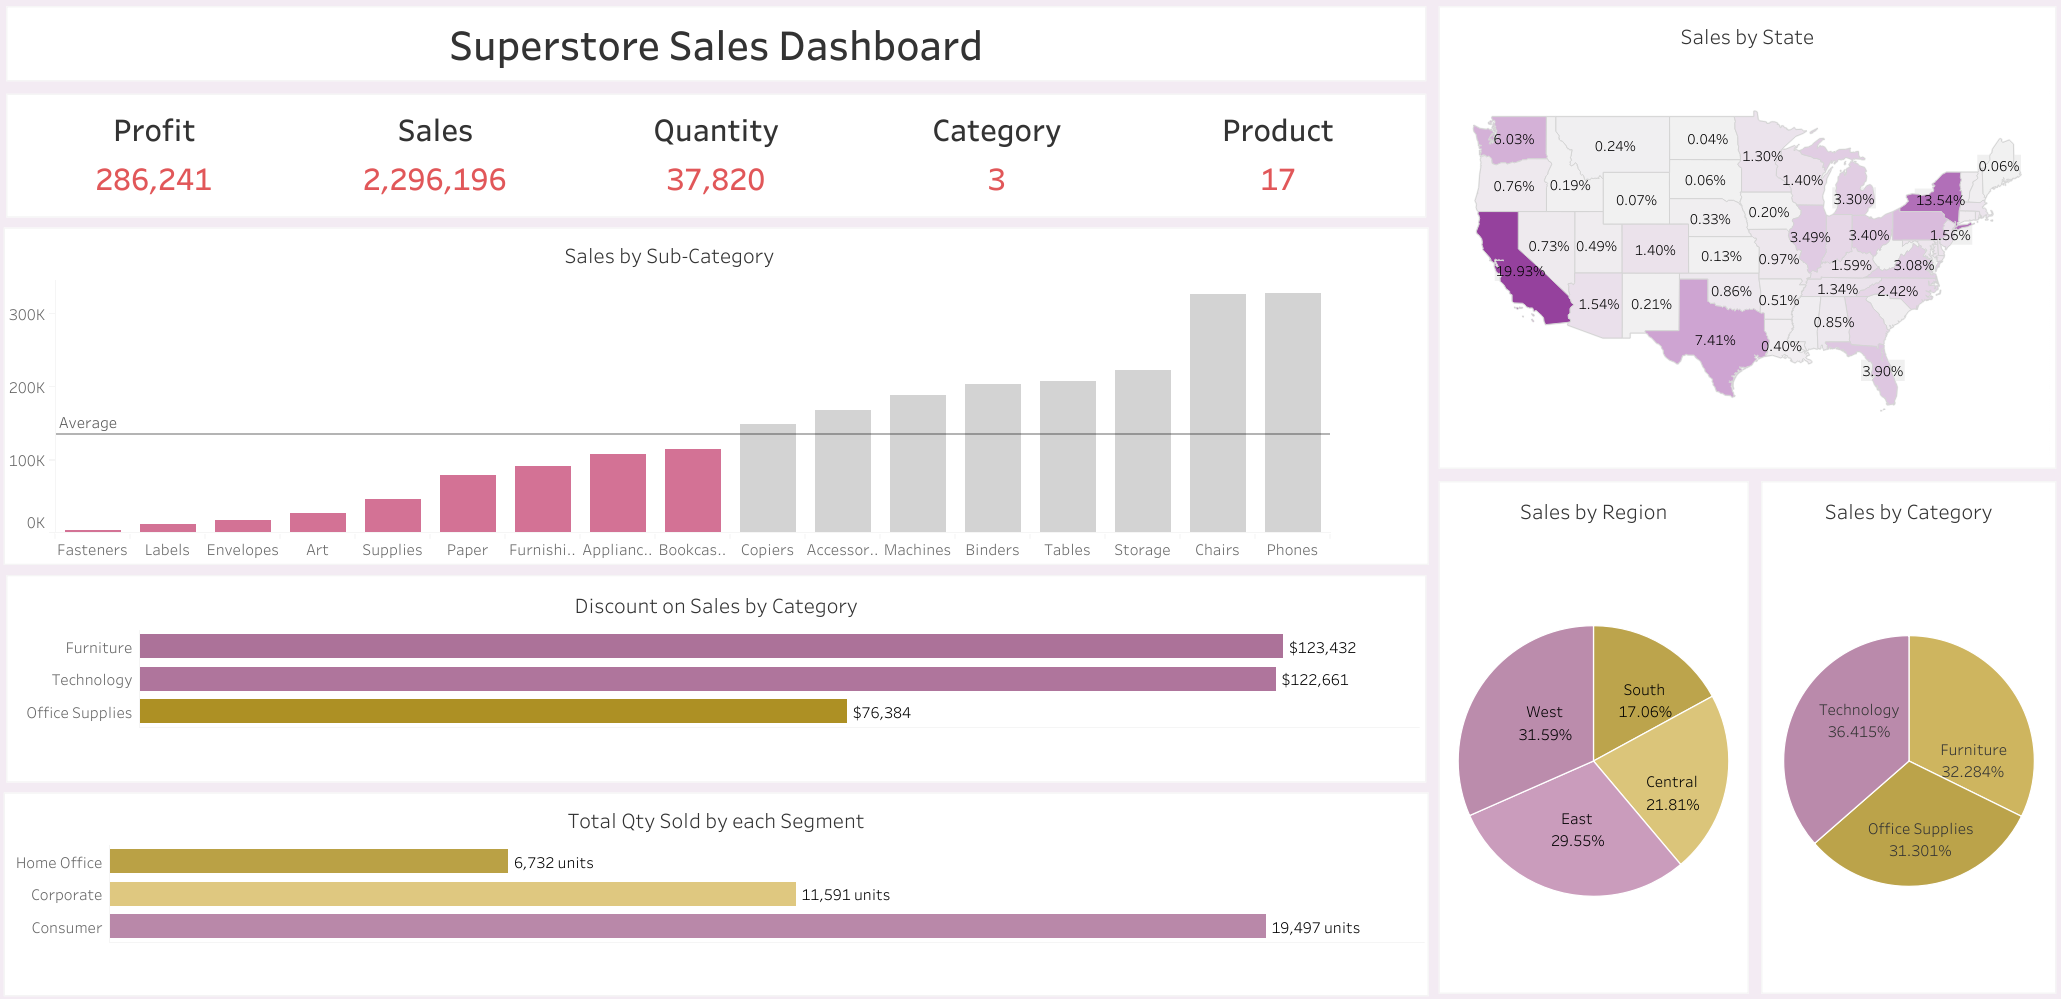 Superstore Sales Dashboard
Profit Sales Quantity Category Product
286,241 2,296,196 37,820 3 17
Sales by Sub-Category
300K
200K
Average
100K
0K
Fasteners Labels Envelopes Art Supplies Paper Furnishi.. Applianc.. Bookcas.. Copiers Accessor.. Machines Binders Tables Storage Chairs Phones
Discount on Sales by Category
Furniture $123,432
Technology $122,661
Office Supplies $76,384
Total Qty Sold by each Segment
Home Office 6,732 units
Corporate 11,591 units
Consumer 19,497 units
Sales by State
6.03%
0.24%
0.04%
1.30%
0.06%
0.76%
0.19%
0.07%
0.06%
1.40%
3.30%
13.54%
0.33%
0.20%
0.73%
0.49%
1.40%
0.13%
0.97%
3.49%
3.40%
1.56%
19.93%
1.59%
3.08%
1.54%
0.21%
0.86%
0.51%
1.34%
2.42%
0.85%
7.41%
0.40%
3.90%
Sales by Region
South
17.06%
West
31.59%
Central
21.81%
East
29.55%
Sales by Category
Technology
36.415%
Furniture
32.284%
Office Supplies
31.301%